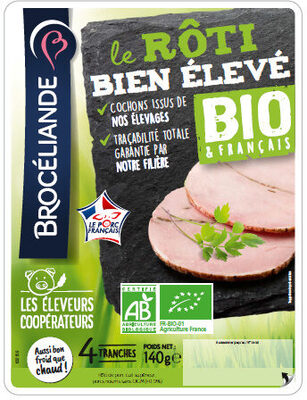 BROCÉLIANDE
le RÔTI
BIEN ÉLEVÉ
✓ COCHONS ISSUS DE
NOS ÉLEVAGES
✓ TRAÇABILITÉ TOTALE
GARANTIE PAR
NOTRE FILIÈRE
BIO
& FRANÇAIS
LE PORC
FRANÇAIS
LES ÉLEVEURS
COOPÉRATEURS
CERTIFIÉ
AB
AGRICULTURE
BIOLOGIQUE
FR-BIO-01
Agriculture France
Aussi bon
froid que
chaud !
4 TRANCHES
POIDS NET:
140g e